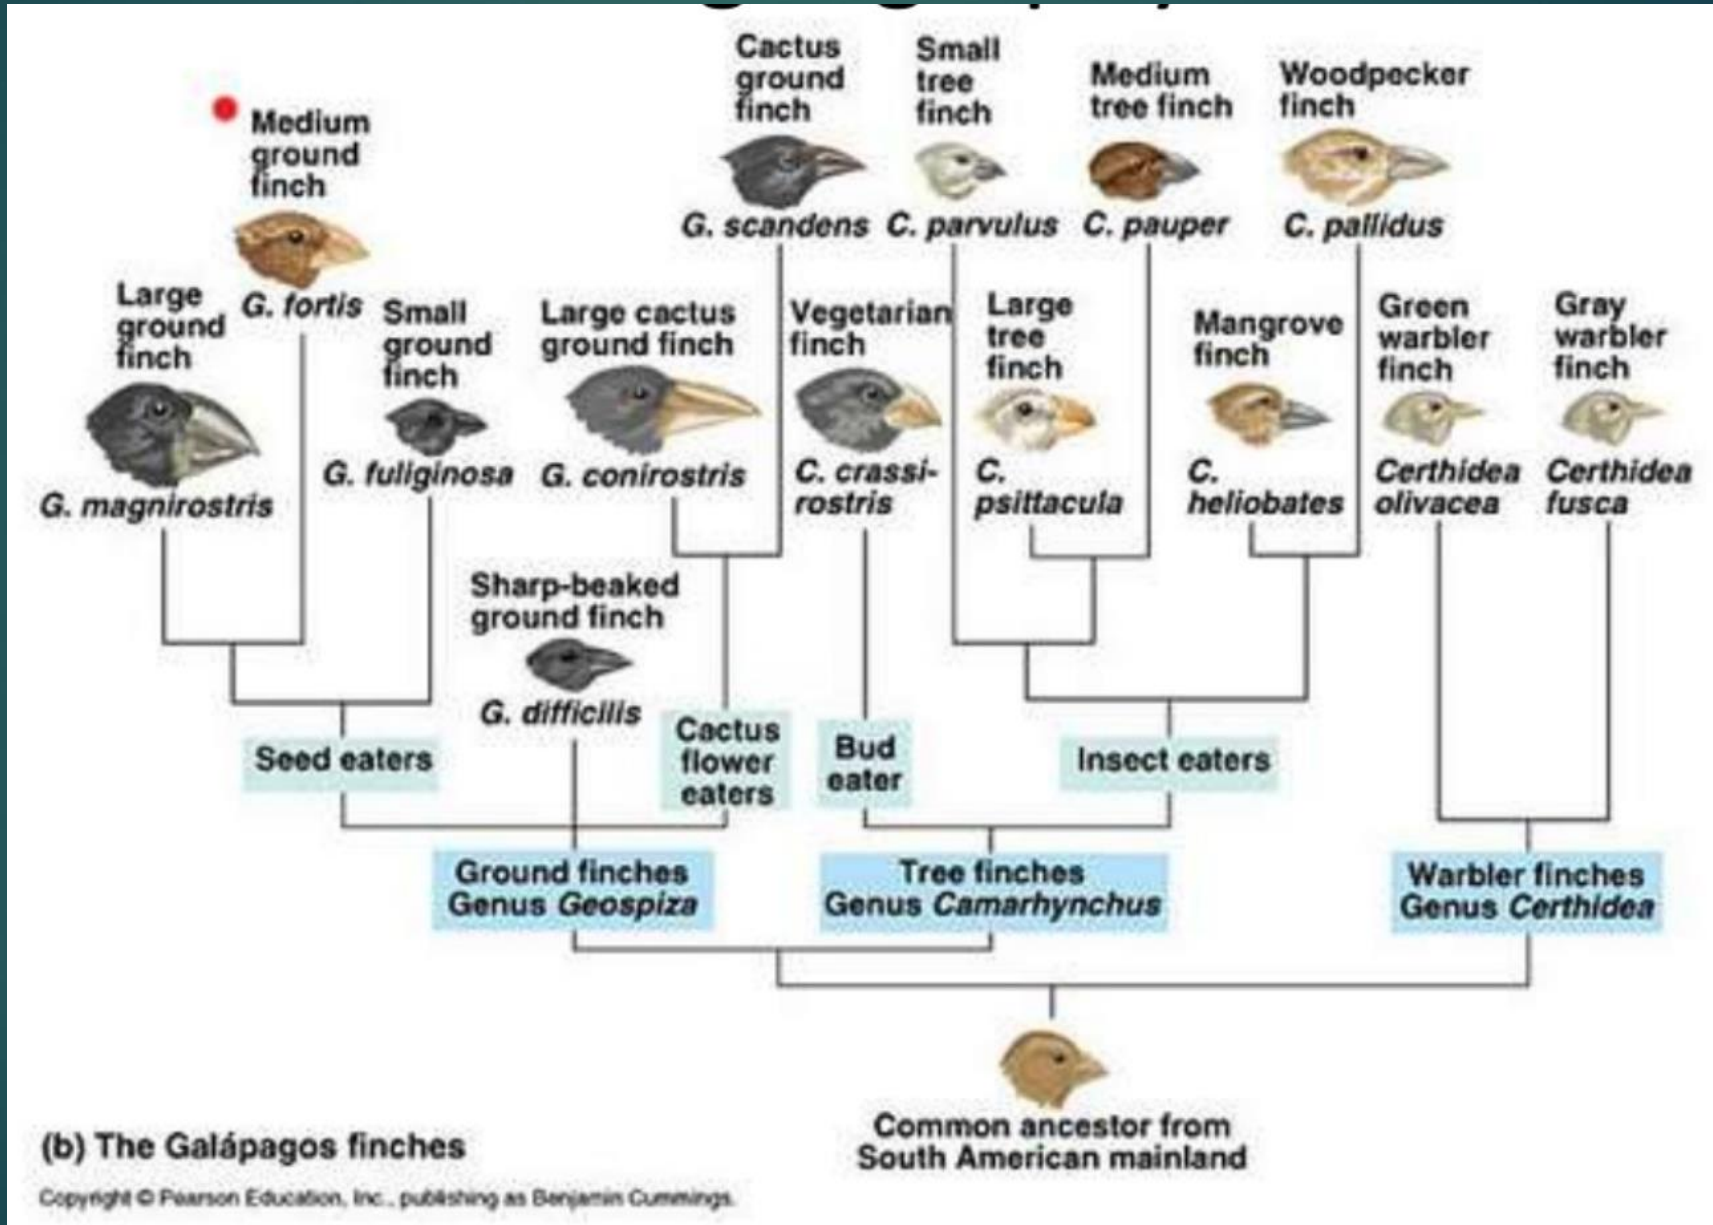 Cactus
ground
finch
Small
tree
finch
Medium
tree finch
Woodpecker
finch
Medium
ground
finch
G. scandens
C. parvulus
C. pauper
C. pallidus
Large
ground
finch
G. fortis
Small
ground
finch
Large cactus
ground finch
Vegetarian
finch
Large
tree
finch
Mangrove
finch
Green
warbler
finch
Gray
warbler
finch
G. magnirostris
G. fuliginosa
G. conirostris
C. crassi-
rostris
C.
psittacula
C.
heliobates
Certhidea
olivacea
Certhidea
fusca
Sharp-beaked
ground finch
G. difficilis
Seed eaters
Cactus
flower
eaters
Bud
eater
Insect eaters
Ground finches
Genus Geospiza
Tree finches
Genus Camarhynchus
Warbler finches
Genus Certhidea
Common ancestor from
South American mainland
(b) The Galápagos finches
Copyright © Pearson Education, Inc., publishing as Benjamin Cummings.